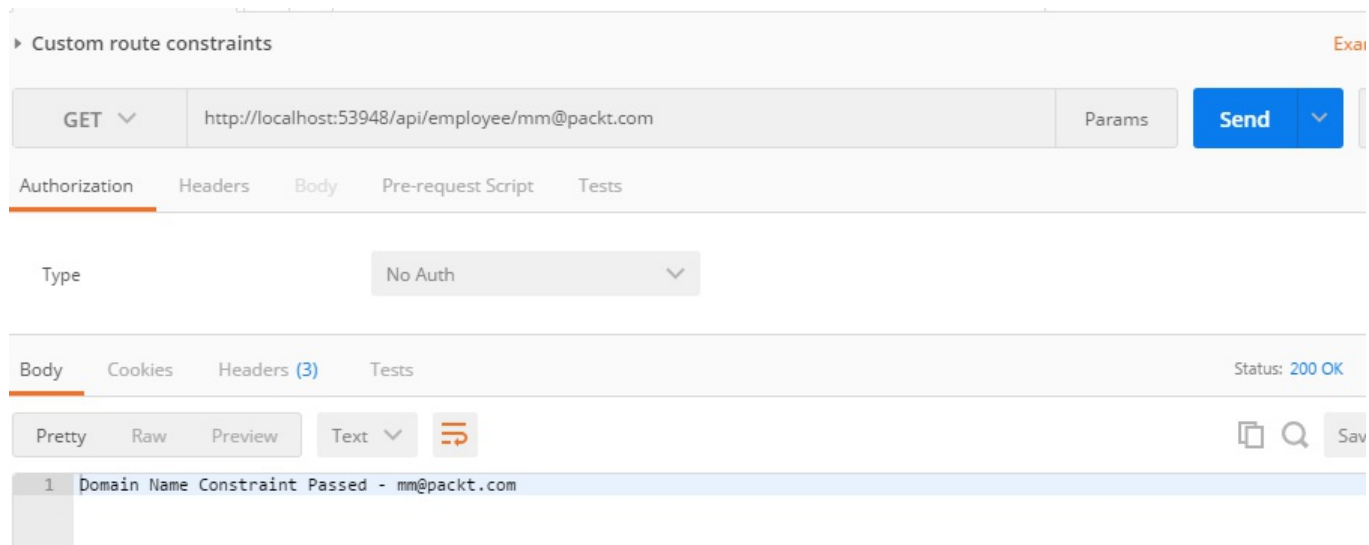 Custom route constraints
GET http://localhost:53948/api/employee/mm@packt.com Params Send
Authorization Headers Body Pre-request Script Tests
Type No Auth
Body Cookies Headers (3) Tests Status: 200 OK
Pretty Raw Preview Text
1 Domain Name Constraint Passed - mm@packt.com